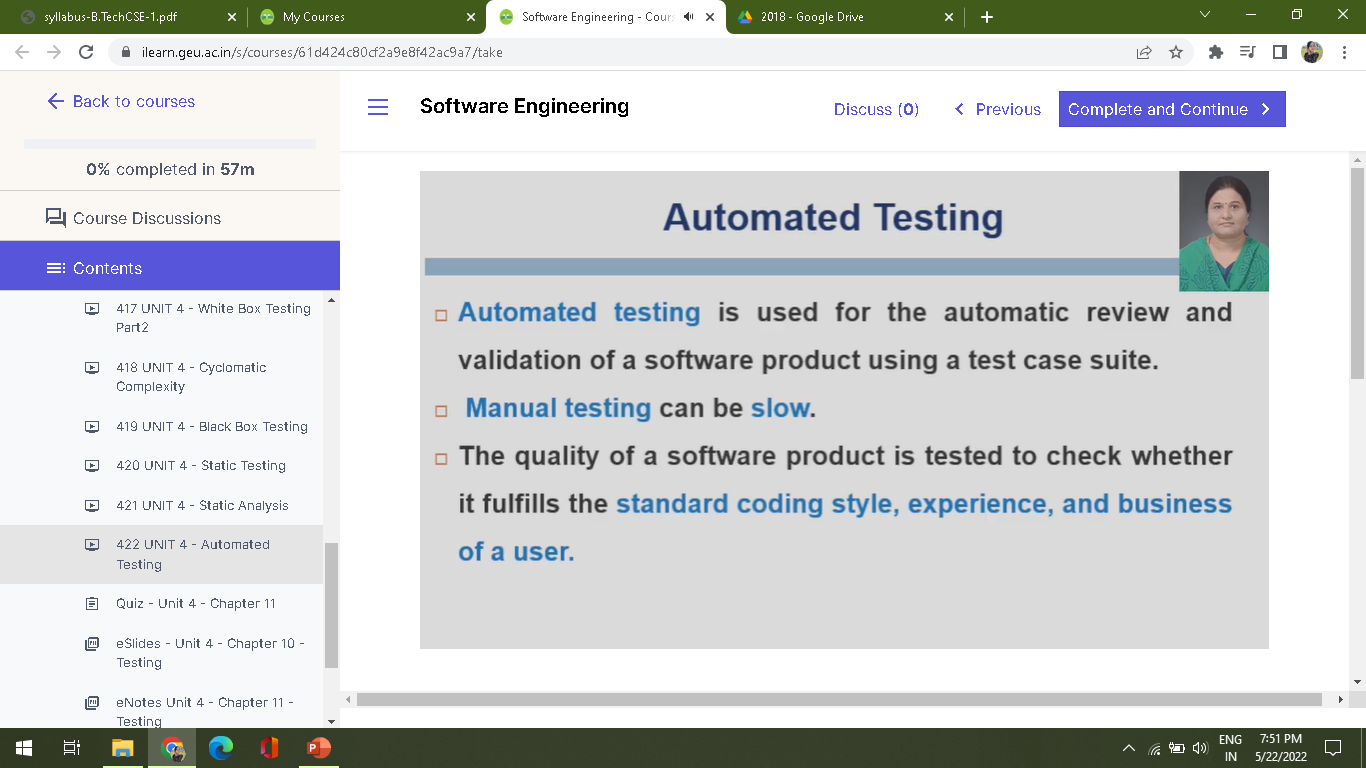 syllabus-B.TechCSE-1.pdf
My Courses
Software Engineering - Cour
2018 - Google Drive
ilearn.geu.ac.in/s/courses/61d424c80cf2a9e8f42ac9a7/take
Back to courses
0% completed in 57m
Course Discussions
Contents
417 UNIT 4 - White Box Testing
Part2
418 UNIT 4 - Cyclomatic
Complexity
419 UNIT 4 - Black Box Testing
420 UNIT 4 - Static Testing
421 UNIT 4 - Static Analysis
422 UNIT 4 - Automated
Testing
Quiz - Unit 4 - Chapter 11
eSlides - Unit 4 - Chapter 10 -
Testing
eNotes Unit 4 - Chapter 11 -
Testing
Software Engineering
Discuss (0)
Previous
Complete and Continue
Automated Testing
Automated testing is used for the automatic review and
validation of a software product using a test case suite.
Manual testing can be slow.
The quality of a software product is tested to check whether
it fulfills the standard coding style, experience, and business
of a user.
ENG
IN
7:51 PM
5/22/2022